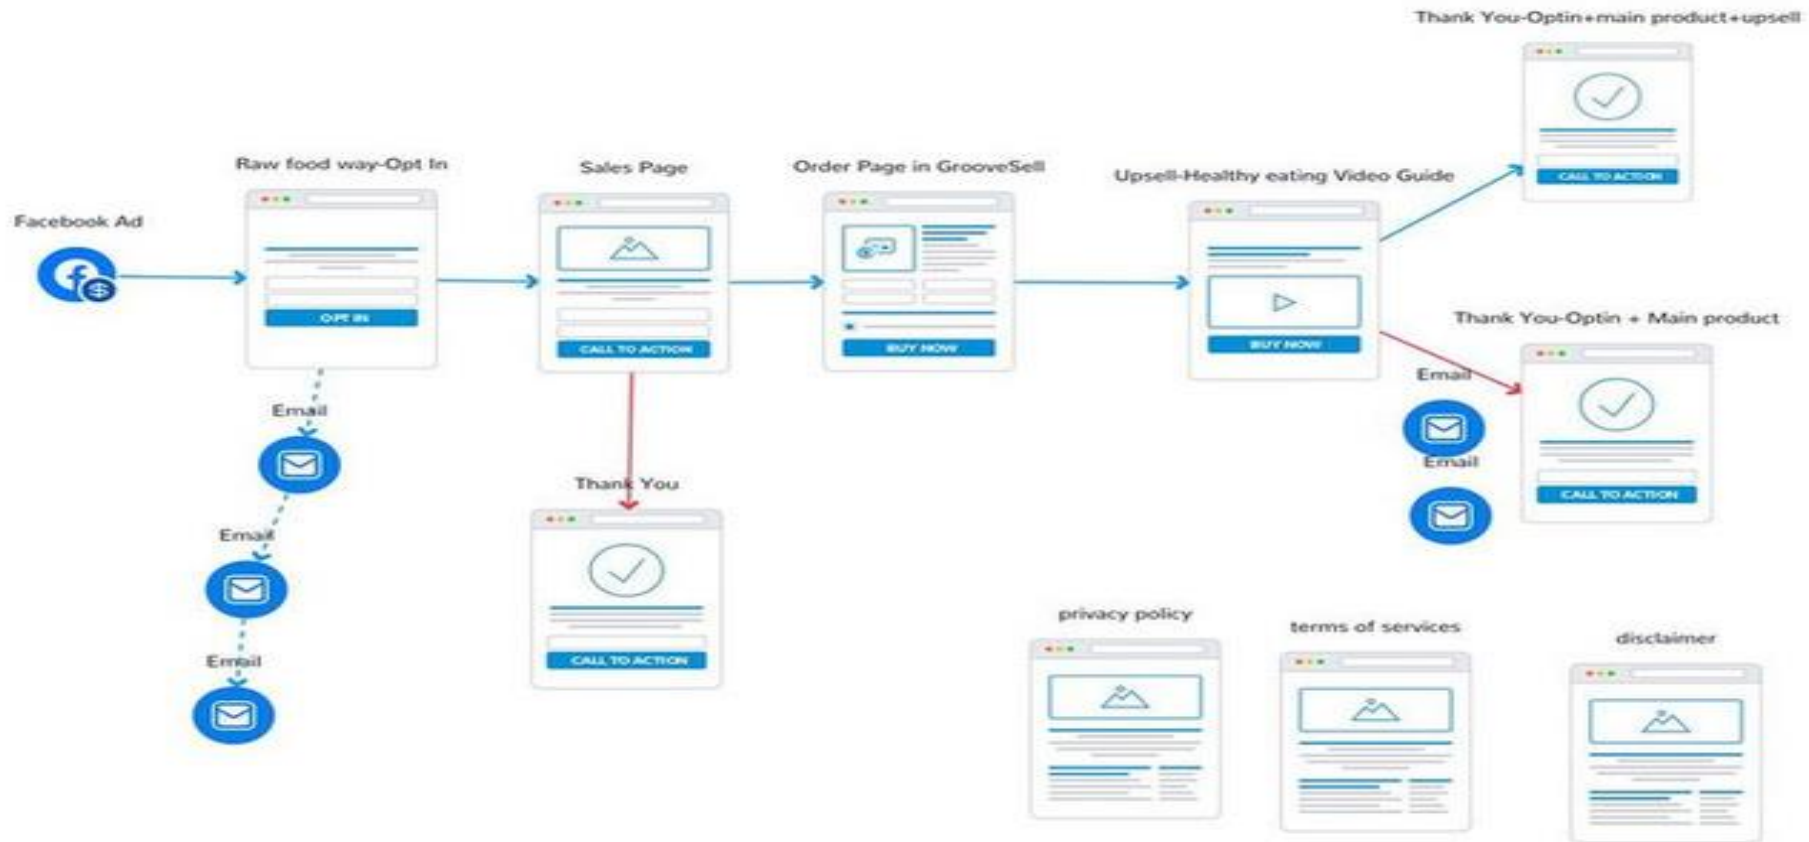 Thank You-Optin+main product+upsell
CALL TO ACTION
Raw food way-Opt In
OPT IN
Sales Page
CALL TO ACTION
Order Page in GrooveSell
BUY NOW
Upsell-Healthy eating Video Guide
BUY NOW
Facebook Ad
Thank You-Optin + Main product
CALL TO ACTION
Email
Email
Email
Email
Email
Thank You
CALL TO ACTION
privacy policy
terms of services
disclaimer